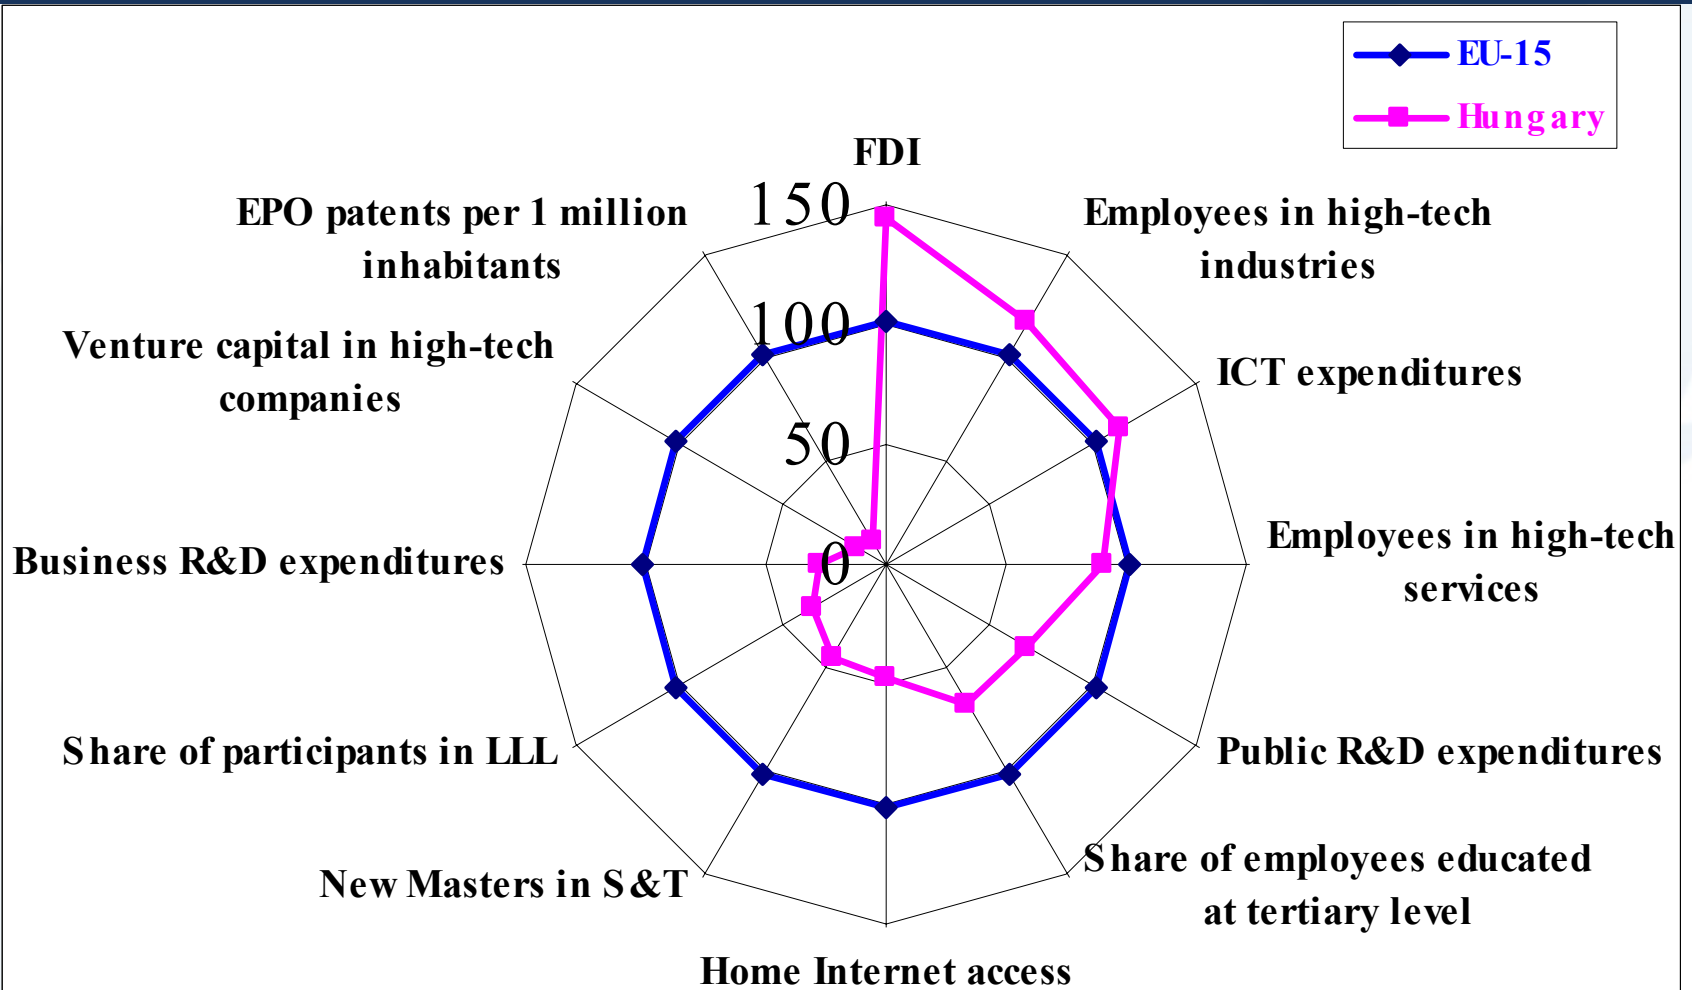 EU-15
Hungary
FDI
150
100
50
0
Employees in high-tech
industries
ICT expenditures
Employees in high-tech
services
Public R&D expenditures
Share of employees educated
at tertiary level
Home Internet access
New Masters in S&T
Share of participants in LLL
Business R&D expenditures
Venture capital in high-tech
companies
EPO patents per 1 million
inhabitants